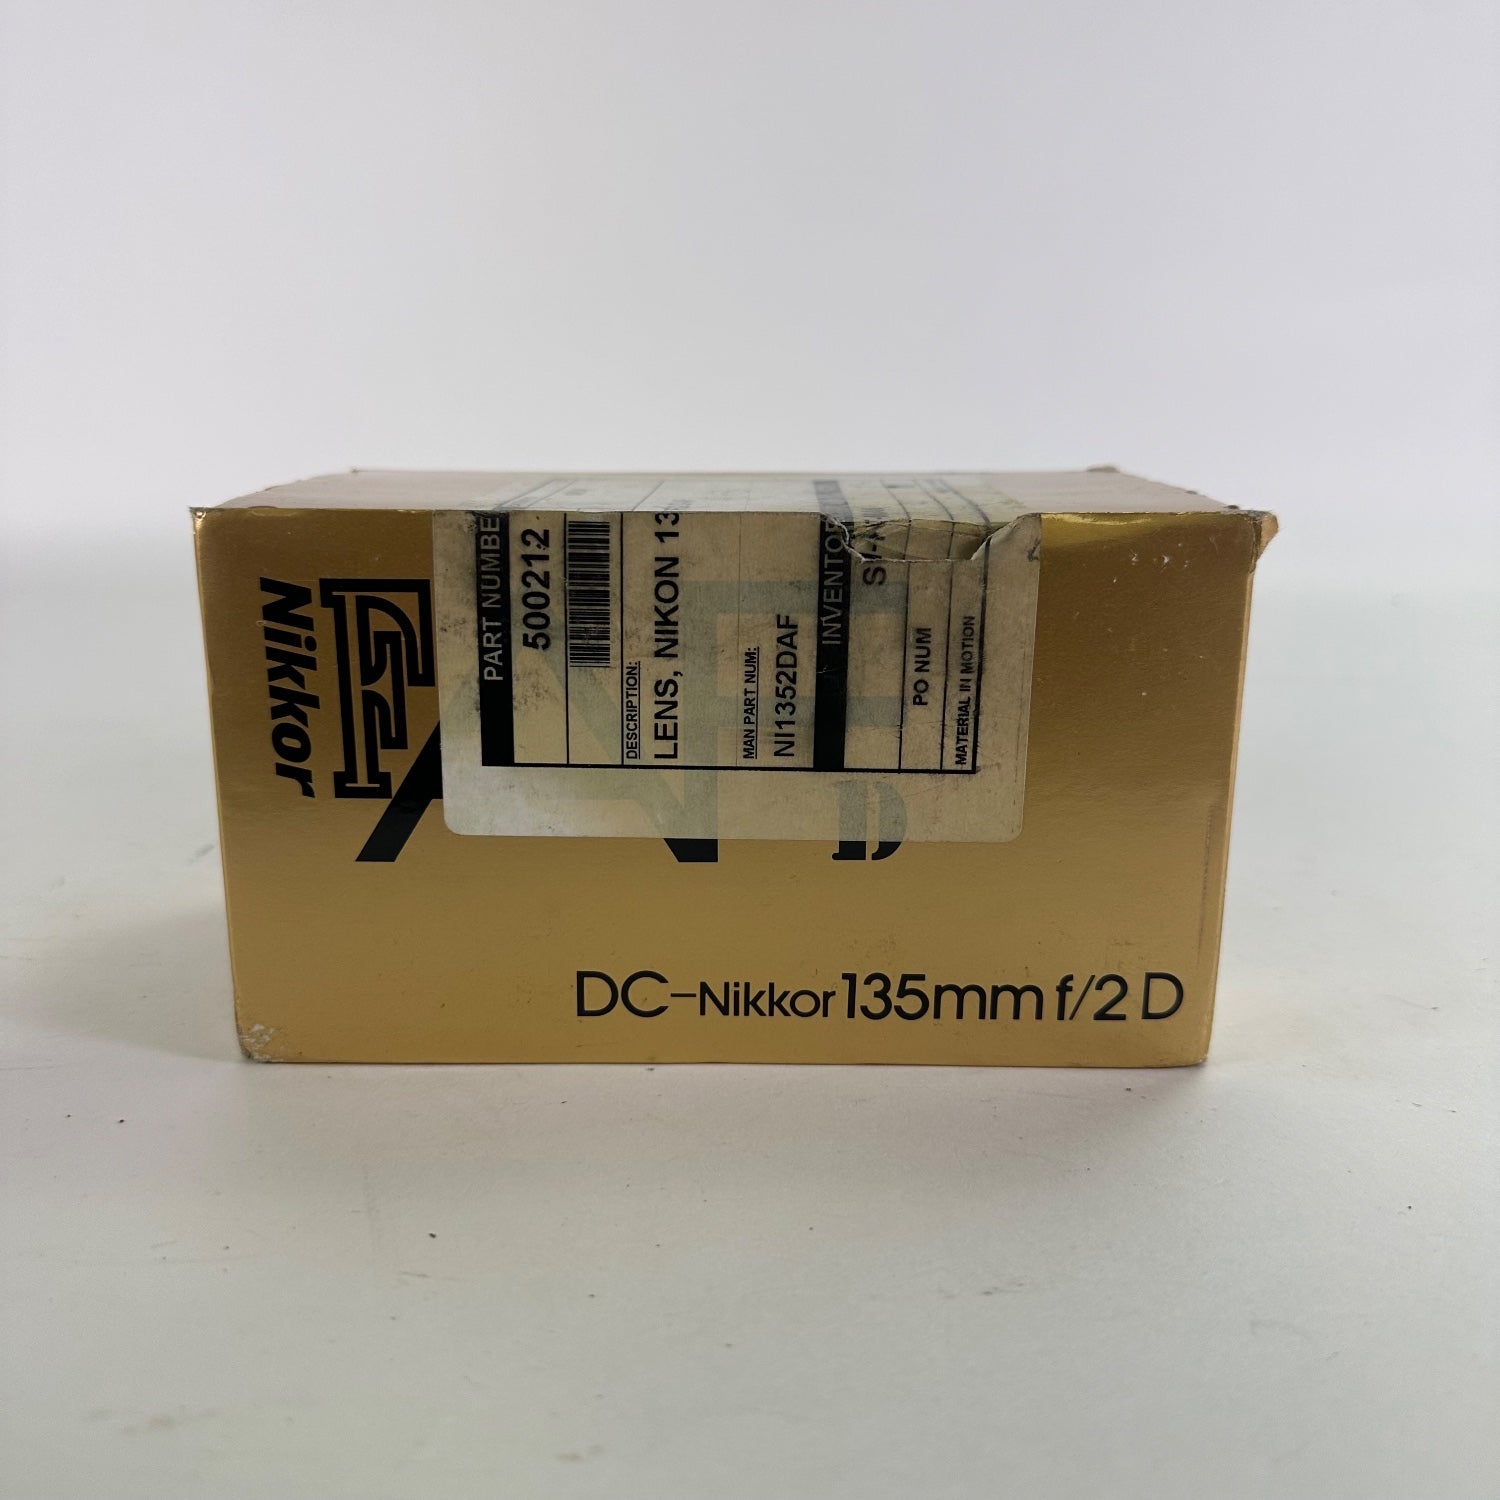 Nikkor
AF
D
PART NUMBE
500212
DESCRIPTION:
LENS, NIKON 13
MAN PART NUM:
NI1352DAF
INVENTO
PO NUM
MATERIAL IN MOTION
DC-Nikkor 135mm f/2 D